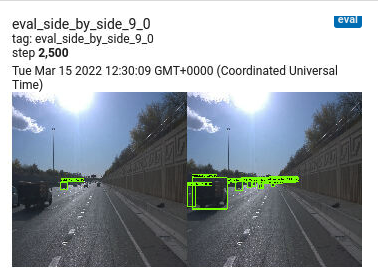 eval_side_by_side_9_0
eval
tag: eval_side_by_side_9_0
step 2,500
Tue Mar 15 2022 12:30:09 GMT+0000 (Coordinated Universal
Time)